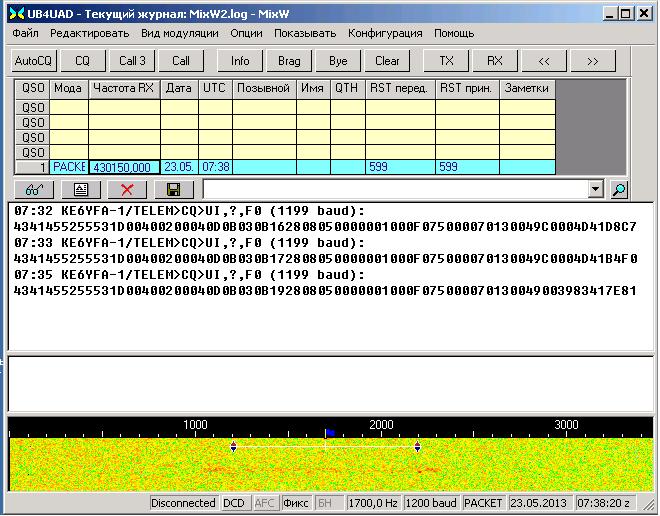 UB4UAD - Текущий журнал: MixW2.log - MixW
Файл Редактировать Вид модуляции Опции Показывать Конфигурация Помощь
AutoCQ CQ Call 3 Call Info Brag Bye Clear TX RX << >>
QSO Мода Частота RX Дата UTC Позывной Имя QTH RST перед. RST прин. Заметки
QSO
QSO
QSO
QSO
1 PACKE 430150,000 23.05. 07:38 599 599
07:32 KE6YFA-1/TELEM>CQ>UI,?,F0 (1199 baud):
4341455255531D00400200040D0B030B162808050000001000F075000070130049C0004D41D8C7
07:33 KE6YFA-1/TELEM>CQ>UI,?,F0 (1199 baud):
4341455255531D00400200040D0B030B172808050000001000F075000070130049C0004D41B4F0
07:35 KE6YFA-1/TELEM>CQ>UI,?,F0 (1199 baud):
4341455255531D00400200040D0B030B192808050000001000F075000070130049003983417E81
1000 2000 3000
Disconnected DCD AFC Фикс БН 1700,0 Hz 1200 baud PACKET 23.05.2013 07:38:20 z